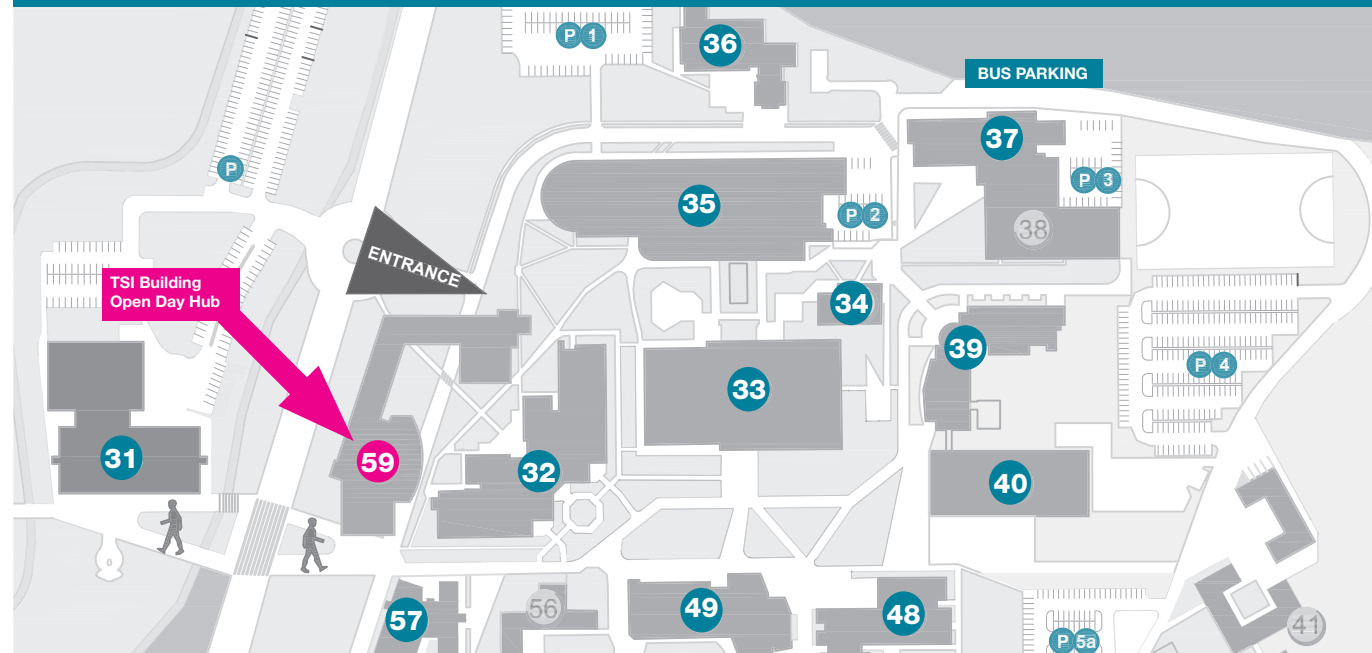 P 1
36
BUS PARKING
37
P
P 3
35
P 2
38
ENTRANCE
TSI Building
Open Day Hub
34
39
P 4
33
31
59
32
40
57
56
49
48
41
P 5a